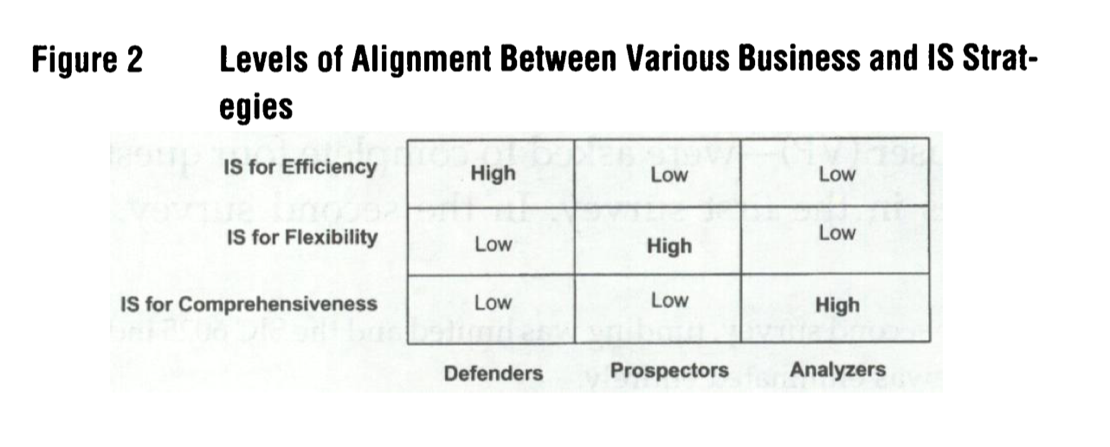 Figure 2 Levels of Alignment Between Various Business and IS Strat-
egies
IS for Efficiency High Low Low
IS for Flexibility Low High Low
IS for Comprehensiveness Low Low High
Defenders Prospectors Analyzers